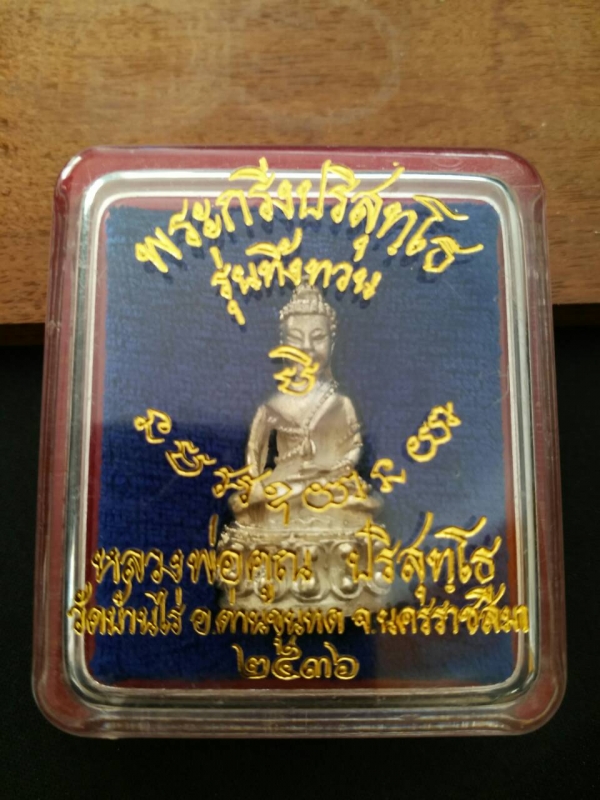 พระกริ่งปริสุทโธ
รุ่นทิ้งทวน
หลวงพ่อคูณ ปริสุทฺโธ
วัดบ้านไร่ อ.ด่านขุนทด จ.นครราชสีมา
๒๕๓๖